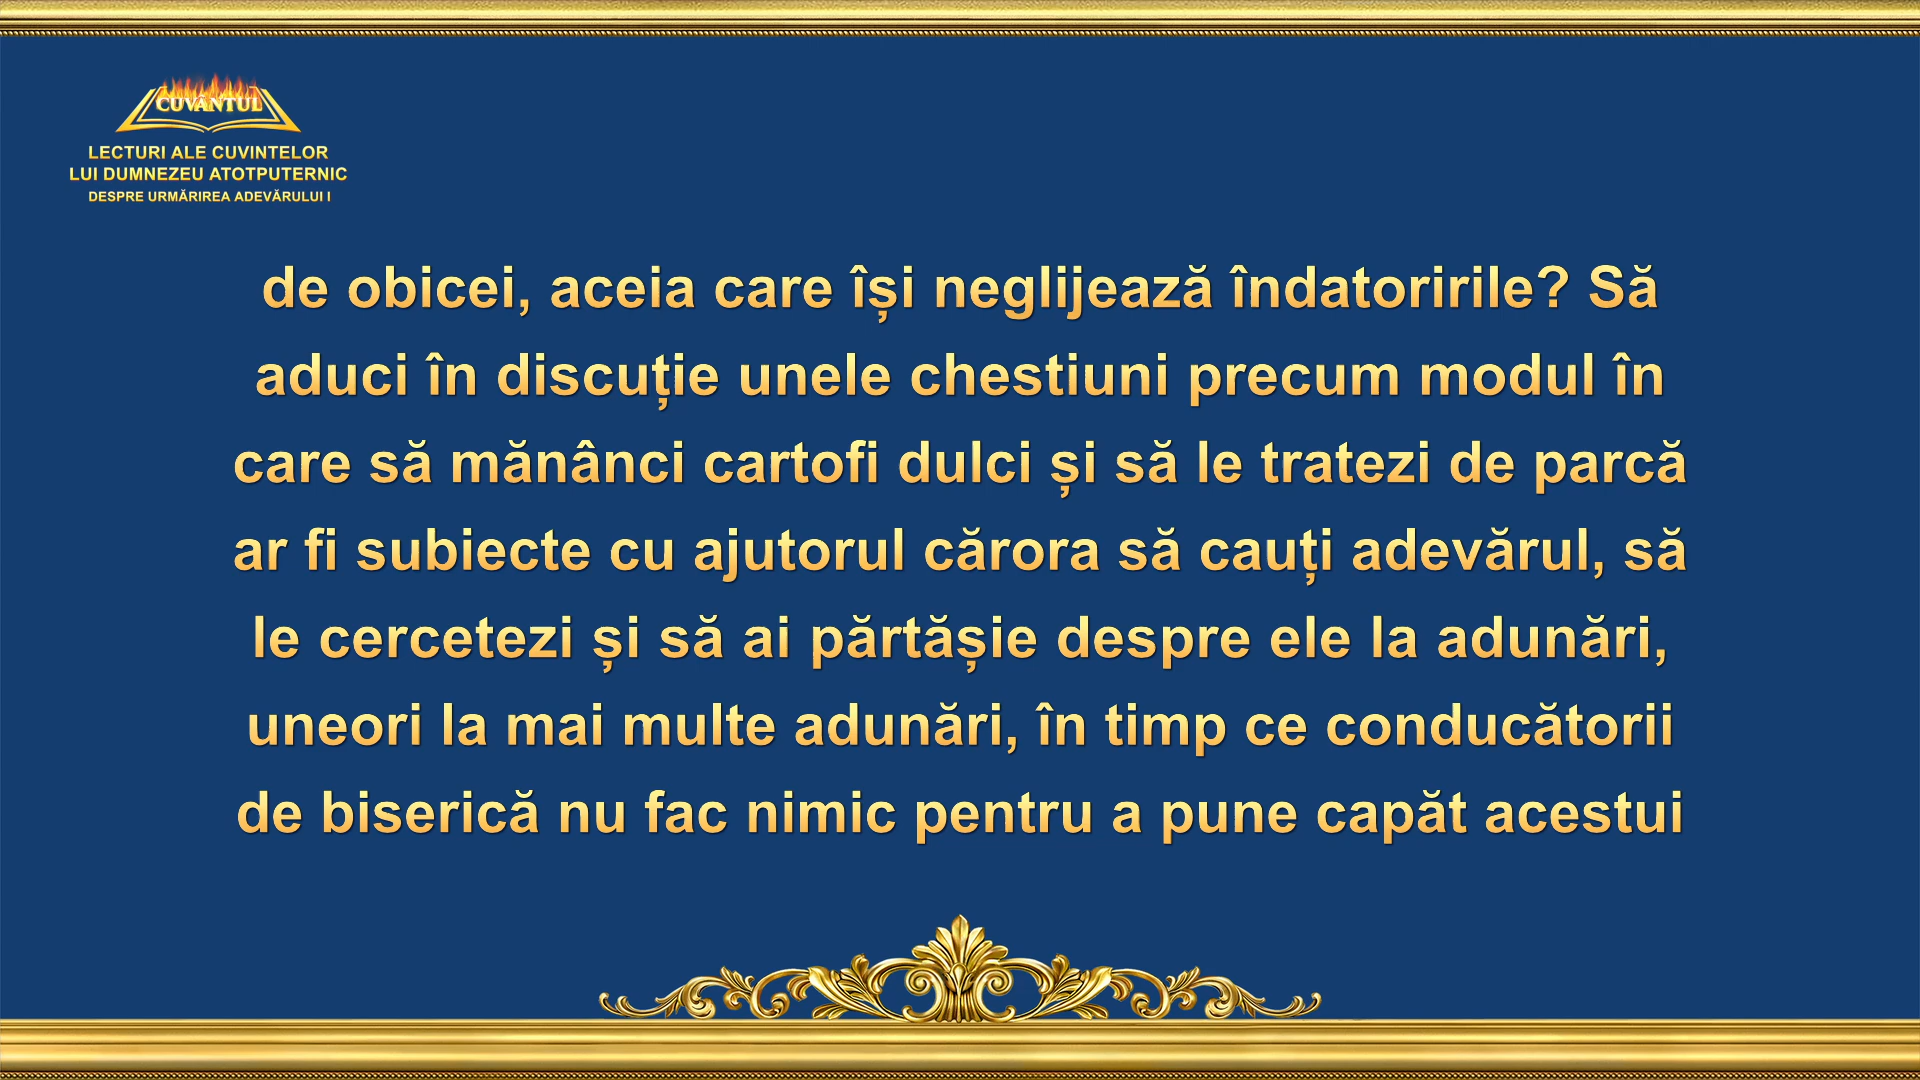 CUVÂNTUL
LECTURI ALE CUVINTELOR
LUI DUMNEZEU ATOTPUTERNIC
DESPRE URMĂRIREA ADEVĂRULUI I
de obicei, aceia care își neglijează îndatoririle? Să
aduci în discuție unele chestiuni precum modul în
care să mănânci cartofi dulci și să le tratezi de parcă
ar fi subiecte cu ajutorul cărora să cauți adevărul, să
le cercetezi și să ai părtășie despre ele la adunări,
uneori la mai multe adunări, în timp ce conducătorii
de biserică nu fac nimic pentru a pune capăt acestui